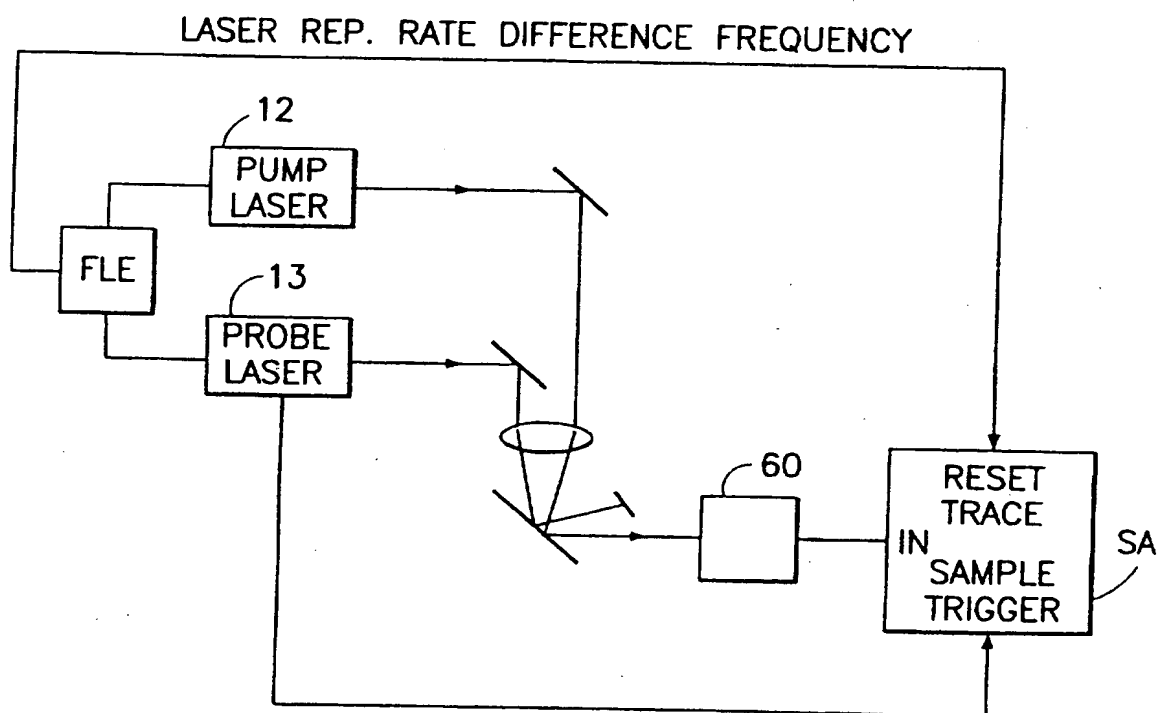 LASER REP. RATE DIFFERENCE FREQUENCY
12
PUMP
LASER
FLE
13
PROBE
LASER
60
RESET
TRACE
IN
SAMPLE
TRIGGER
SA